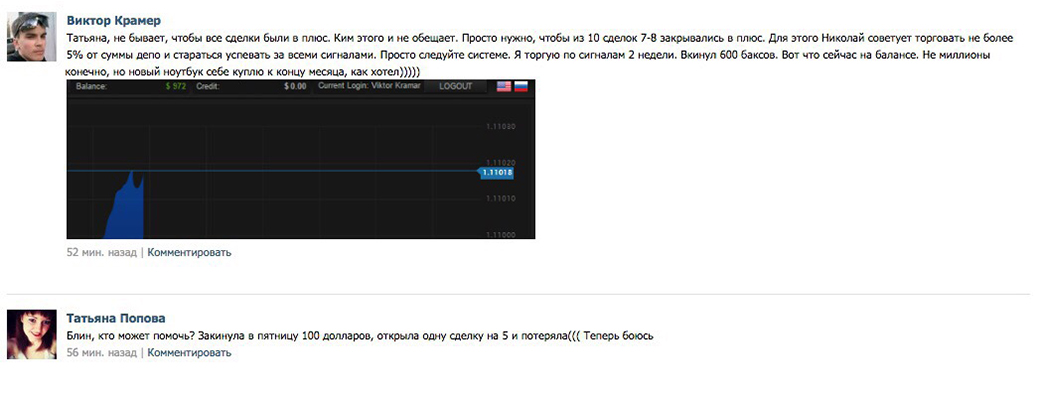 Виктор Крамер
Татьяна, не бывает, чтобы все сделки были в плюс. Ким этого и не обещает. Просто нужно, чтобы из 10 сделок 7-8 закрывались в плюс. Для этого Николай советует торговать не более
5% от суммы депо и стараться успевать за всеми сигналами. Просто следуйте системе. Я торгую по сигналам 2 недели. Вкинул 600 баксов. Вот что сейчас на балансе. Не миллионы
конечно, но новый ноутбук себе куплю к концу месяца, как хотел)))))
Balance: $ 972 Credit: $ 0.00 Current Login: Viktor Kramar LOGOUT
1.11030
1.11020
1.11018
1.11010
1.11000
52 мин. назад | Комментировать
Татьяна Попова
Блин, кто может помочь? Закинула в пятницу 100 долларов, открыла одну сделку на 5 и потеряла((( Теперь боюсь
56 мин. назад | Комментировать